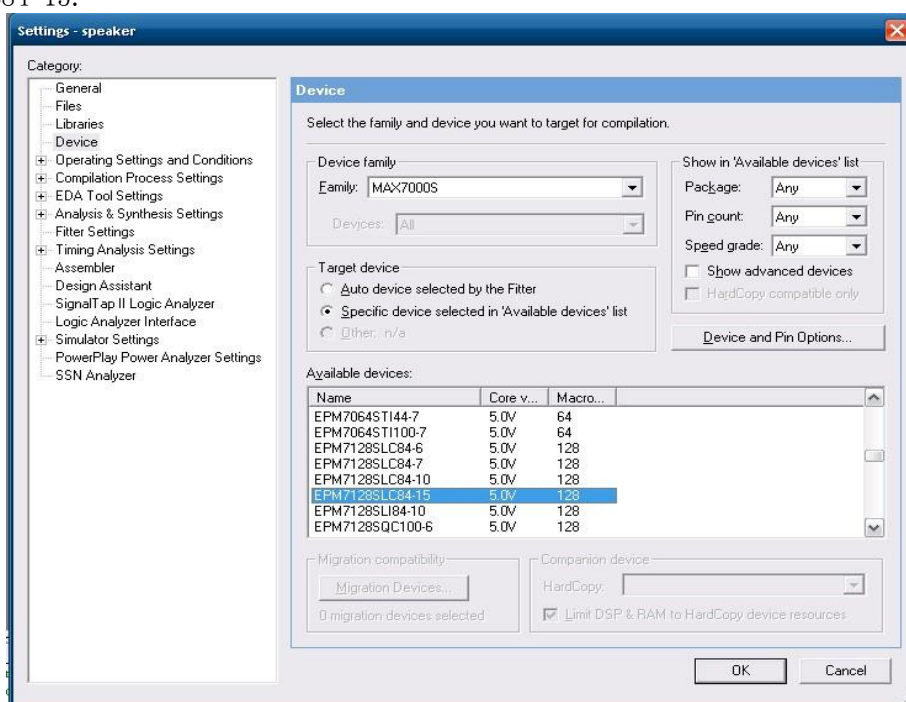 Settings - speaker
Category:
General
Files
Libraries
Device
Operating Settings and Conditions
Compilation Process Settings
EDA Tool Settings
Analysis & Synthesis Settings
Fitter Settings
Timing Analysis Settings
Assembler
Design Assistant
SignalTap II Logic Analyzer
Logic Analyzer Interface
Simulator Settings
PowerPlay Power Analyzer Settings
SSN Analyzer
Device
Select the family and device you want to target for compilation.
Device family
Family: MAX7000S
Devices: All
Show in 'Available devices' list
Package: Any
Pin count: Any
Speed grade: Any
Show advanced devices
HardCopy compatible only
Target device
Auto device selected by the Fitter
Specific device selected in 'Available devices' list
Other: n/a
Device and Pin Options...
Available devices:
Name Core v... Macro...
EPM7064STI44-7 5.0V 64
EPM7064STI100-7 5.0V 64
EPM7128SLC84-6 5.0V 128
EPM7128SLC84-7 5.0V 128
EPM7128SLC84-10 5.0V 128
EPM7128SLC84-15 5.0V 128
EPM7128SLI84-10 5.0V 128
EPM7128SQC100-6 5.0V 128
Migration compatibility
Migration Devices...
0 migration devices selected
Companion device
HardCopy:
Limit DSP & RAM to HardCopy device resources
OK Cancel